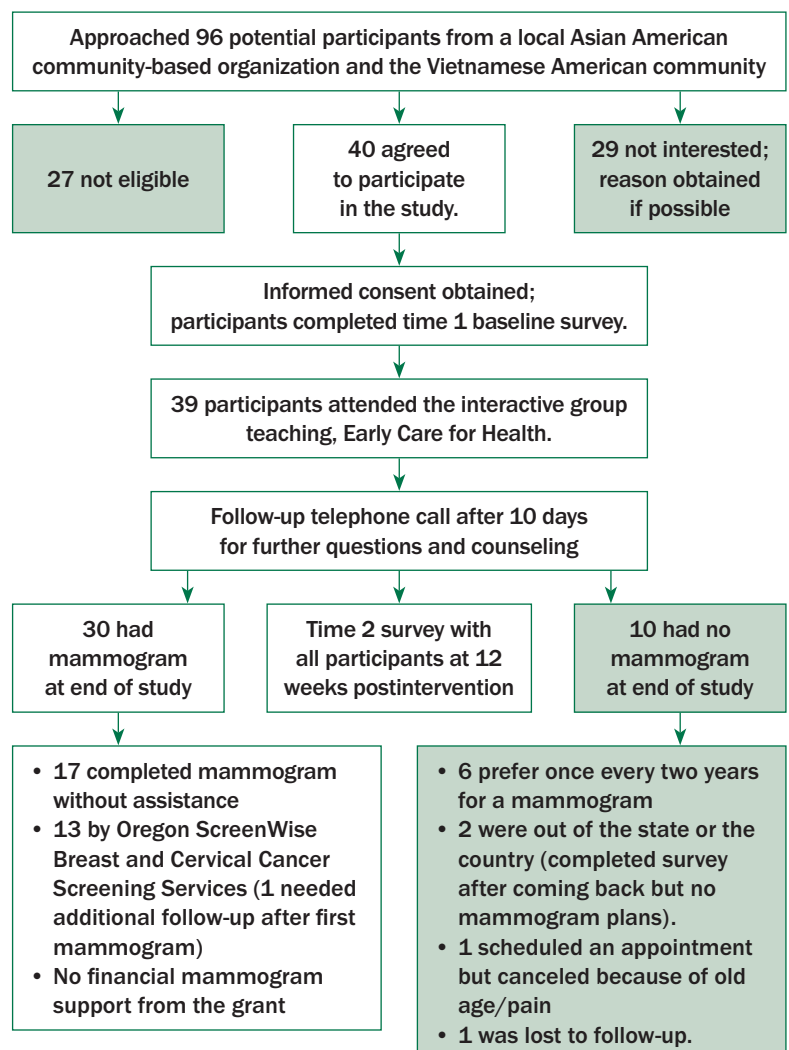 Approached 96 potential participants from a local Asian American
community-based organization and the Vietnamese American community
27 not eligible
40 agreed
to participate
in the study.
29 not interested;
reason obtained
if possible
Informed consent obtained;
participants completed time 1 baseline survey.
39 participants attended the interactive group
teaching, Early Care for Health.
Follow-up telephone call after 10 days
for further questions and counseling
30 had
mammogram
at end of study
Time 2 survey with
all participants at 12
weeks postintervention
10 had no
mammogram
at end of study
• 17 completed mammogram
without assistance
• 13 by Oregon ScreenWise
Breast and Cervical Cancer
Screening Services (1 needed
additional follow-up after first
mammogram)
• No financial mammogram
support from the grant
• 6 prefer once every two years
for a mammogram
• 2 were out of the state or the
country (completed survey
after coming back but no
mammogram plans).
• 1 scheduled an appointment
but canceled because of old
age/pain
• 1 was lost to follow-up.